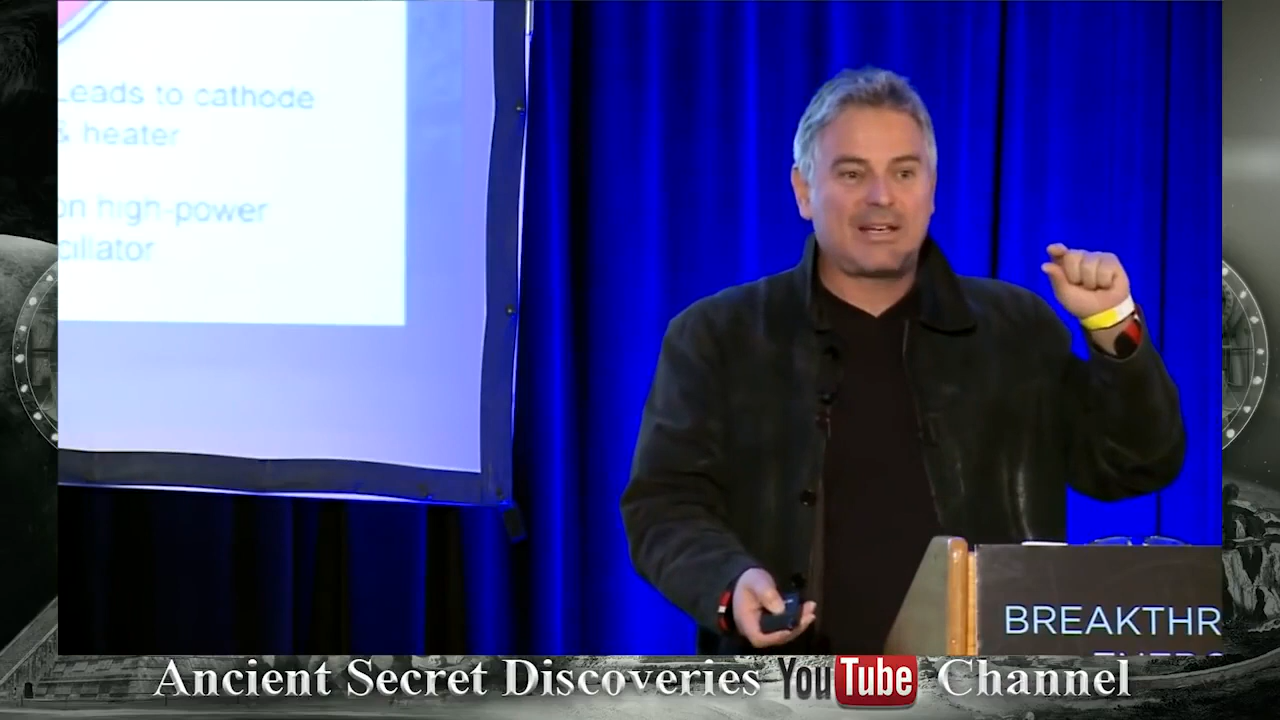 Leads to cathode
& heater
on high-power
cillator
BREAKTHR
Ancient Secret Discoveries YouTube Channel